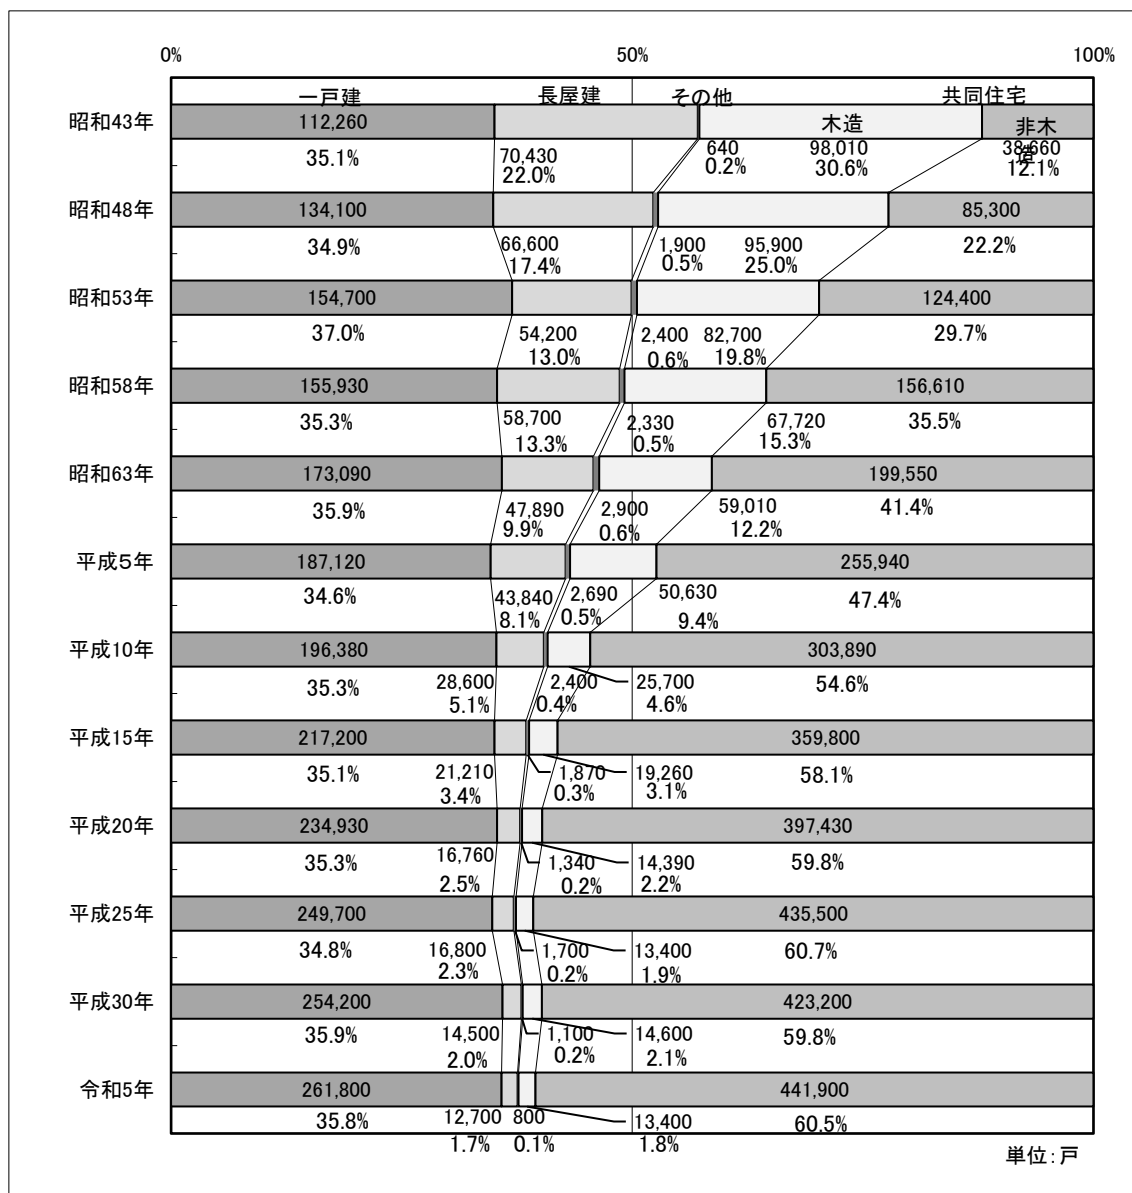 0% 50% 100%
一戸建 長屋建 その他 共同住宅
昭和43年 112,260 木造 非木造
70,430 640 98,010 38,660
35.1% 22.0% 0.2% 30.6% 12.1%
昭和48年 134,100 85,300
66,600 1,900 95,900
34.9% 17.4% 0.5% 25.0% 22.2%
昭和53年 154,700 124,400
54,200 2,400 82,700
37.0% 13.0% 0.6% 19.8% 29.7%
昭和58年 155,930 156,610
58,700 2,330 67,720
35.3% 13.3% 0.5% 15.3% 35.5%
昭和63年 173,090 199,550
47,890 2,900 59,010
35.9% 9.9% 0.6% 12.2% 41.4%
平成5年 187,120 255,940
43,840 2,690 50,630
34.6% 8.1% 0.5% 9.4% 47.4%
平成10年 196,380 303,890
28,600 2,400 25,700
35.3% 5.1% 0.4% 4.6% 54.6%
平成15年 217,200 359,800
21,210 1,870 19,260
35.1% 3.4% 0.3% 3.1% 58.1%
平成20年 234,930 397,430
16,760 1,340 14,390
35.3% 2.5% 0.2% 2.2% 59.8%
平成25年 249,700 435,500
16,800 1,700 13,400
34.8% 2.3% 0.2% 1.9% 60.7%
平成30年 254,200 423,200
14,500 1,100 14,600
35.9% 2.0% 0.2% 2.1% 59.8%
令和5年 261,800 441,900
12,700 800 13,400
35.8% 1.7% 0.1% 1.8% 60.5%
単位:戸